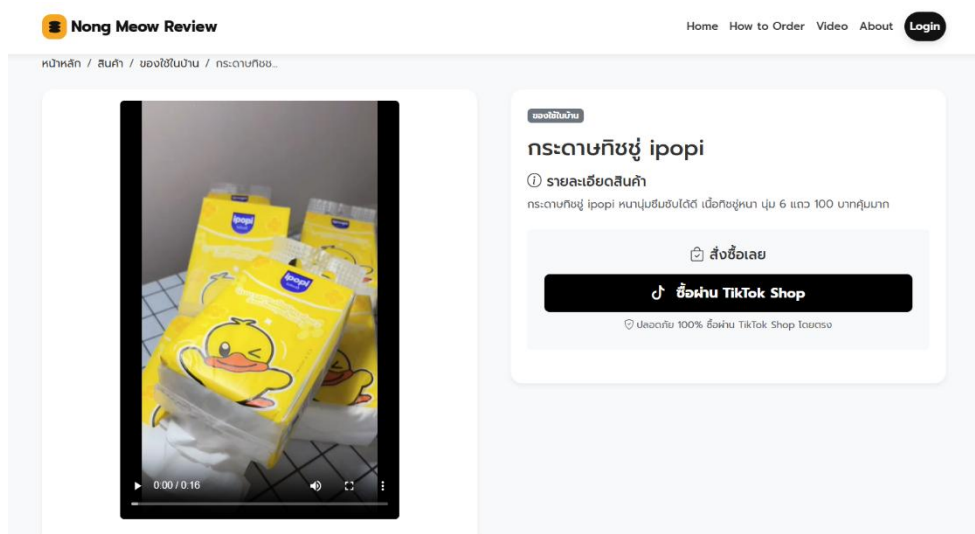 Nong Meow Review
Home How to Order Video About Login
หน้าหลัก / สินค้า / ของใช้ในบ้าน / กระดาษทิชชู...
ของใช้ในบ้าน
กระดาษทิชชู่ ipopi
รายละเอียดสินค้า
กระดาษทิชชู่ ipopi หนานุ่มซึมซับได้ดี เนื้อทิชชู่หนา นุ่ม 6 แถว 100 บาทคุ้มมาก
สั่งซื้อเลย
ซื้อผ่าน TikTok Shop
ปลอดภัย 100% ซื้อผ่าน TikTok Shop โดยตรง
ipopi
ipopi
ipopi
0:00 / 0:16